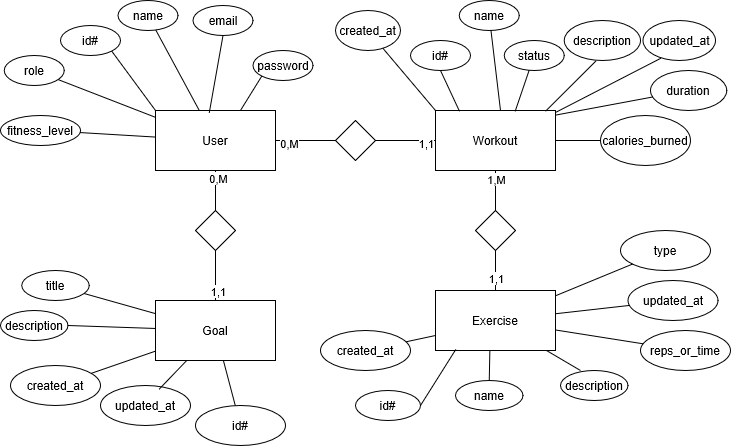 name
email
name
created_at
id#
description
updated_at
id#
status
role
password
duration
fitness_level
User
0,M
1,1
Workout
calories_burned
0,M
1,M
type
1,1
1,1
title
updated_at
description
Goal
Exercise
created_at
reps_or_time
created_at
description
updated_at
id#
name
id#